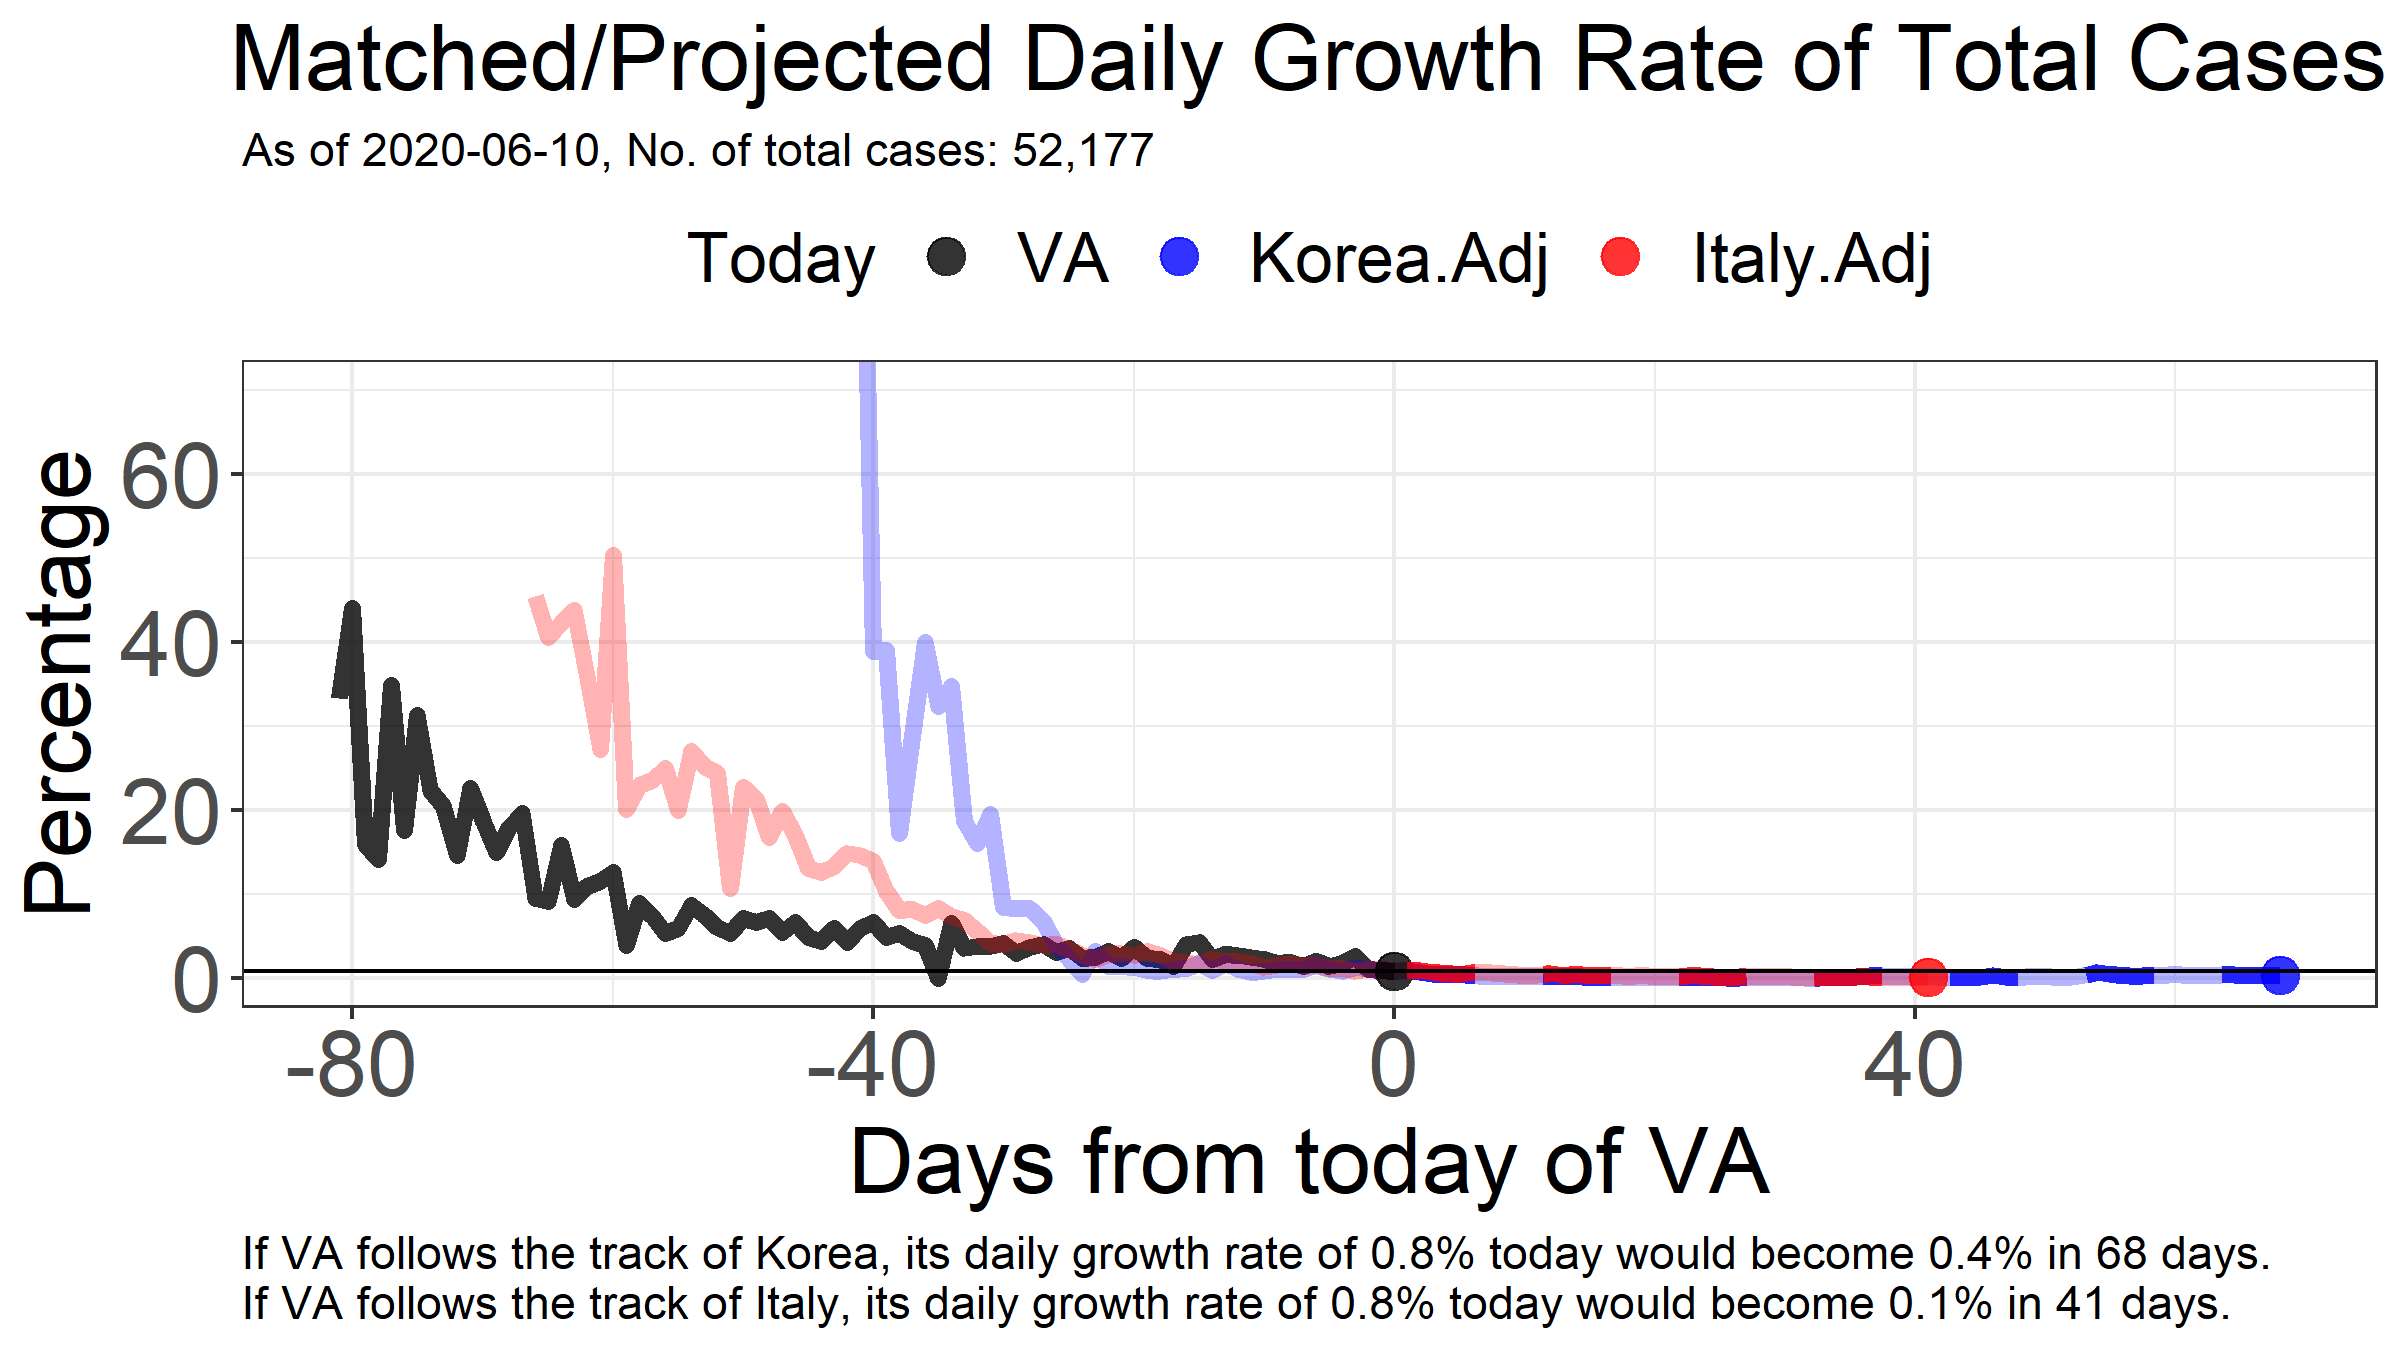 Matched/Projected Daily Growth Rate of Total Cases
As of 2020-06-10, No. of total cases: 52,177
Today VA Korea.Adj Italy.Adj
Percentage
60
40
20
0
-80 -40 0 40
Days from today of VA
If VA follows the track of Korea, its daily growth rate of 0.8% today would become 0.4% in 68 days.
If VA follows the track of Italy, its daily growth rate of 0.8% today would become 0.1% in 41 days.